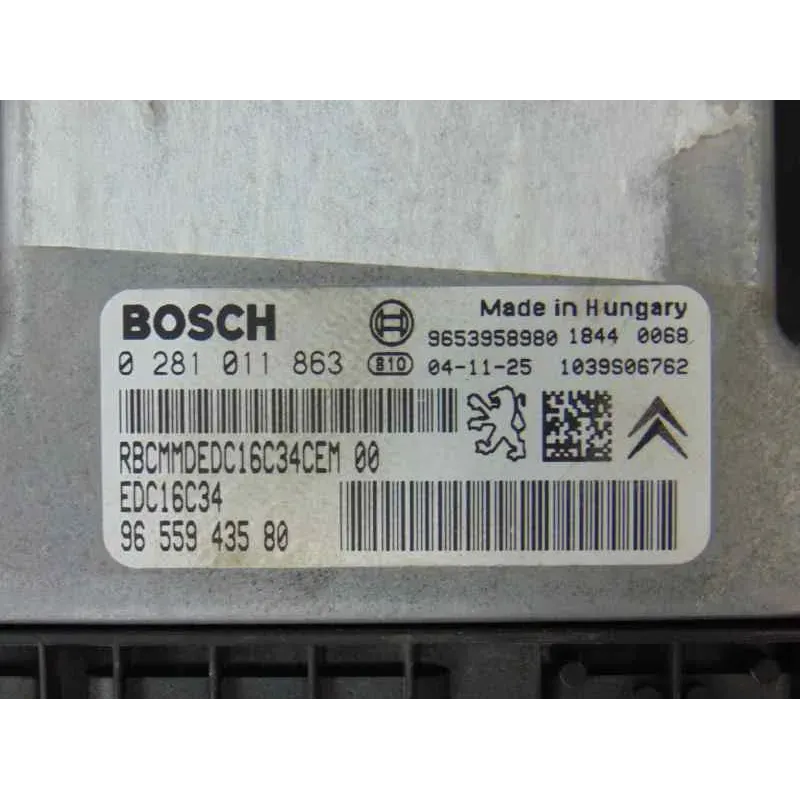 BOSCH
Made in Hungary
9653958980 1844 0068
0 281 011 863 810 04-11-25 1039S06762
RBCMMDEDC16C34CEM 00
EDC16C34
96 559 435 80